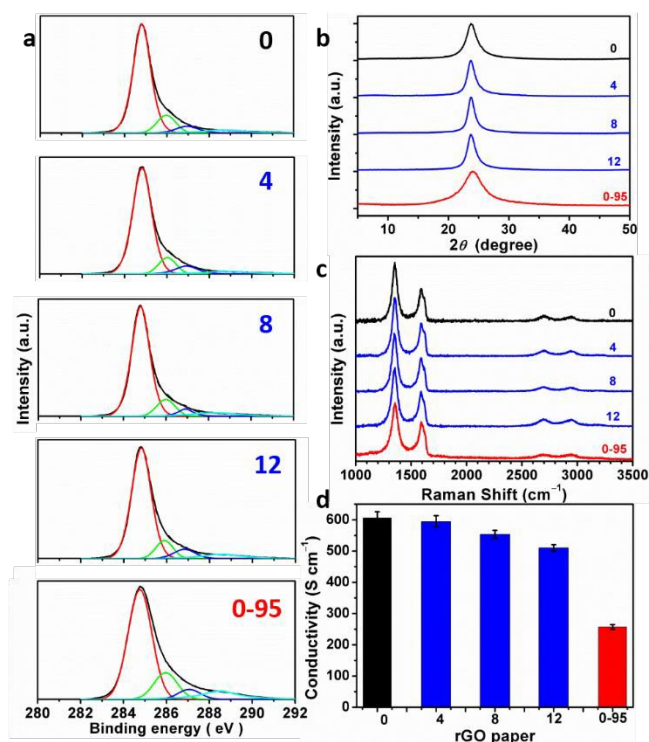 a
0
4
8
12
0-95
Intensity (a.u.)
280 282 284 286 288 290 292
Binding energy ( eV )
b
0
4
8
12
0-95
Intensity (a.u.)
10 20 30 40 50
2θ (degree)
c
0
4
8
12
0-95
Intensity (a.u.)
1000 1500 2000 2500 3000 3500
Raman Shift (cm⁻¹)
d
600
500
400
300
200
100
0
Conductivity (S cm⁻¹)
0 4 8 12 0-95
rGO paper